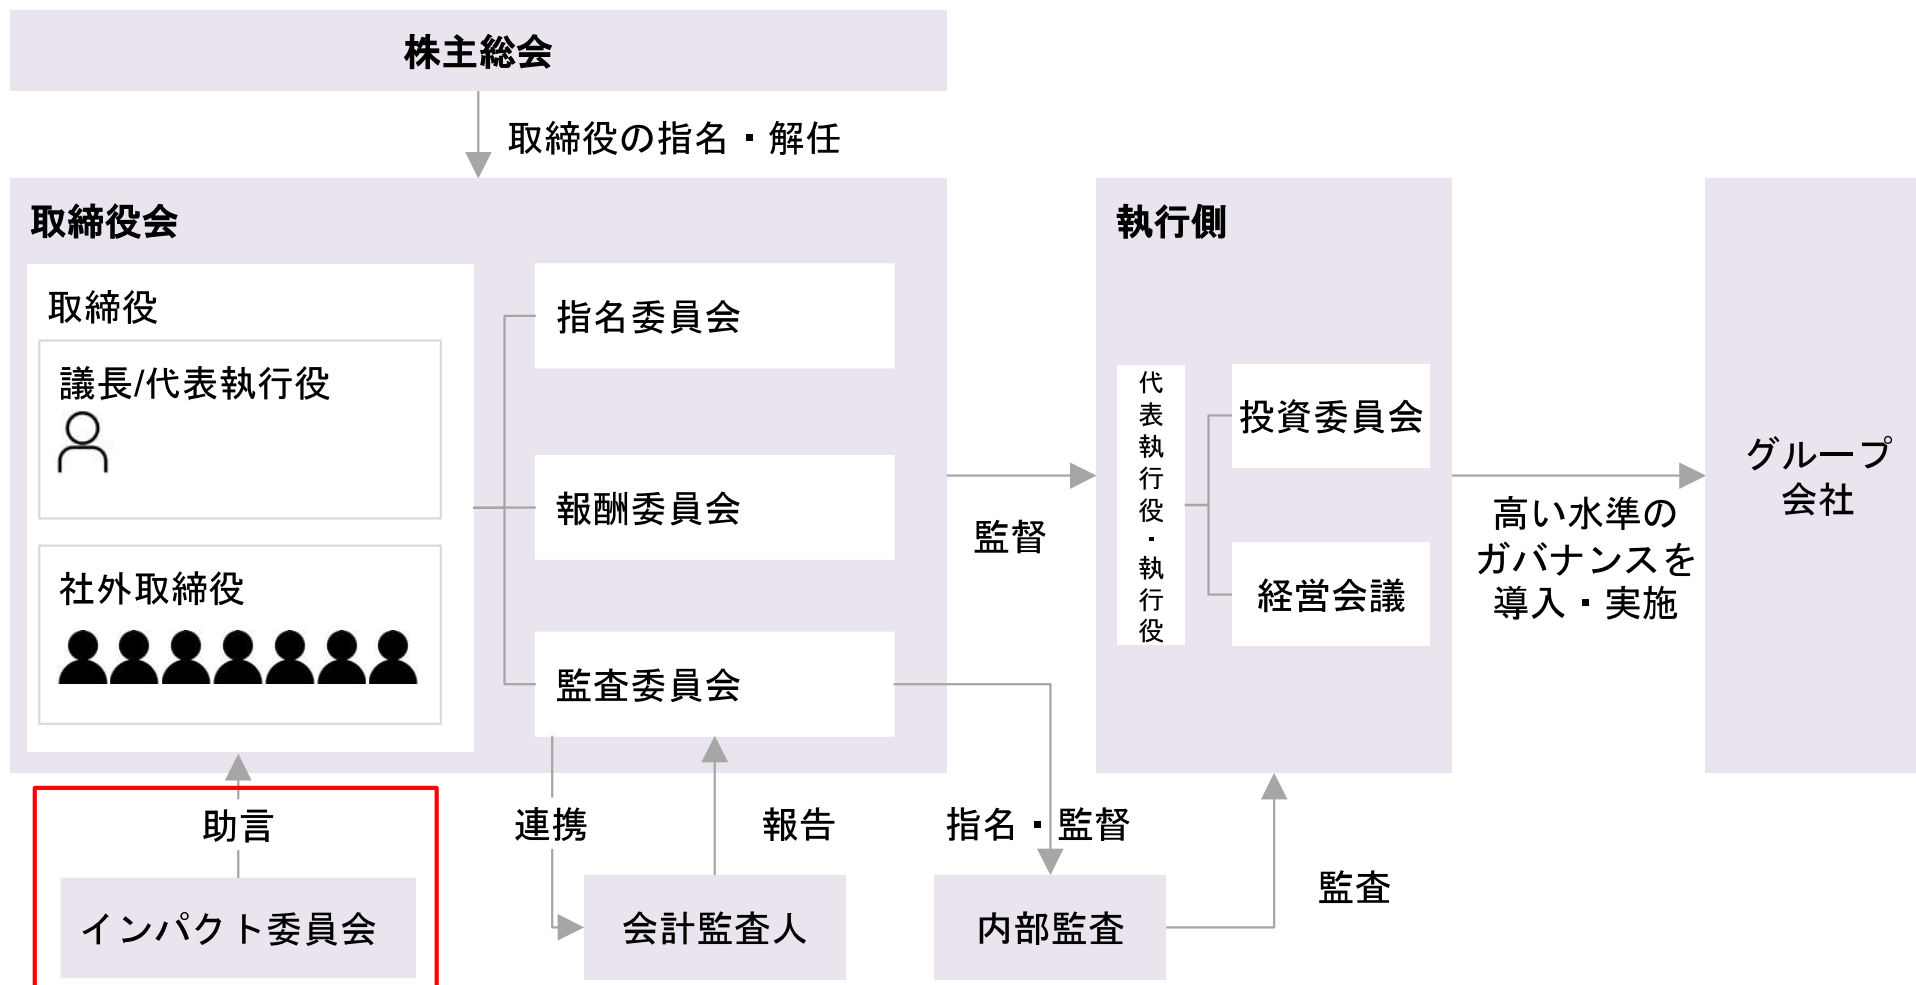 株主総会
取締役の指名・解任
取締役会
取締役
議長/代表執行役
社外取締役
指名委員会
報酬委員会
監査委員会
監督
執行側
代表執行役・執行役
投資委員会
経営会議
高い水準の
ガバナンスを
導入・実施
グループ
会社
助言
インパクト委員会
連携
報告
会計監査人
指名・監督
内部監査
監査